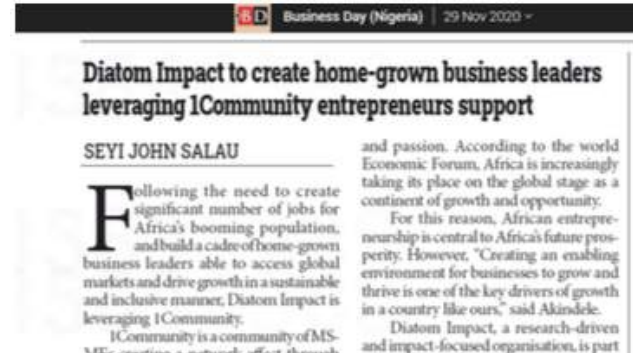 BD Business Day (Nigeria) | 29 Nov 2020
Diatom Impact to create home-grown business leaders
leveraging 1Community entrepreneurs support
SEYI JOHN SALAU
Following the need to create
significant number of jobs for
Africa's booming population,
and build a cadre of home-grown
business leaders able to access global
markets and drive growth in a sustainable
and inclusive manner, Diatom Impact is
leveraging 1Community.
1Community is a community of MS-
MEs creating a network effect through
and passion. According to the world
Economic Forum, Africa is increasingly
taking its place on the global stage as a
continent of growth and opportunity.
For this reason, African entrepre-
neurship is central to Africa's future pros-
perity. However, "Creating an enabling
environment for businesses to grow and
thrive is one of the key drivers of growth
in a country like ours," said Akindele.
Diatom Impact, a research-driven
and impact-focused organisation, is part